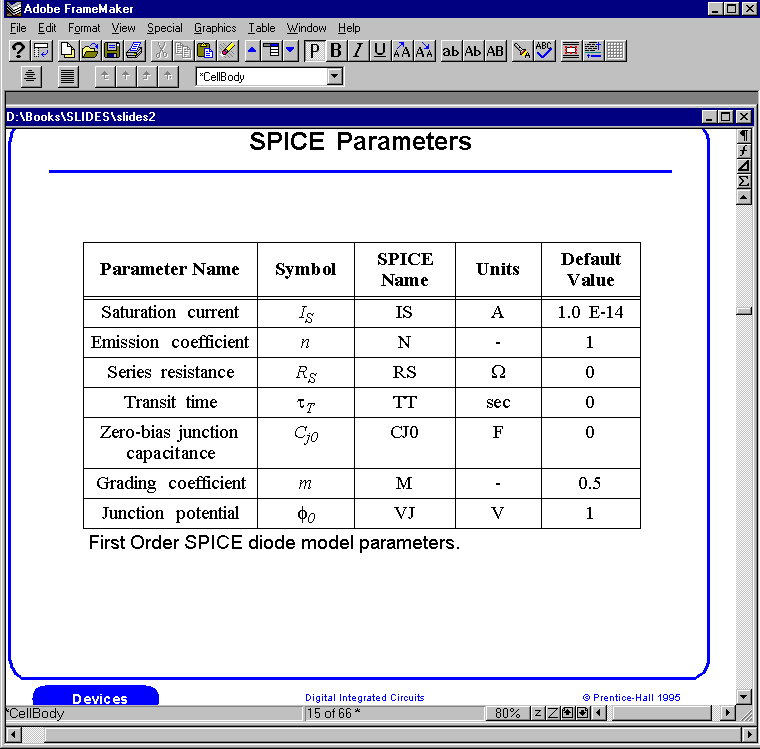 Adobe FrameMaker
File Edit Format View Special Graphics Table Window Help
? P B I U A A ab Ab AB ABC
*CellBody
D:\Books\SLIDES\slides2
SPICE Parameters
Parameter Name Symbol SPICE Name Units Default Value
Saturation current I_S IS A 1.0 E-14
Emission coefficient n N - 1
Series resistance R_S RS Ω 0
Transit time τ_T TT sec 0
Zero-bias junction capacitance C_j0 CJ0 F 0
Grading coefficient m M - 0.5
Junction potential ϕ_0 VJ V 1
First Order SPICE diode model parameters.
Devices Digital Integrated Circuits © Prentice-Hall 1995
*CellBody 15 of 66 * 80% z Z